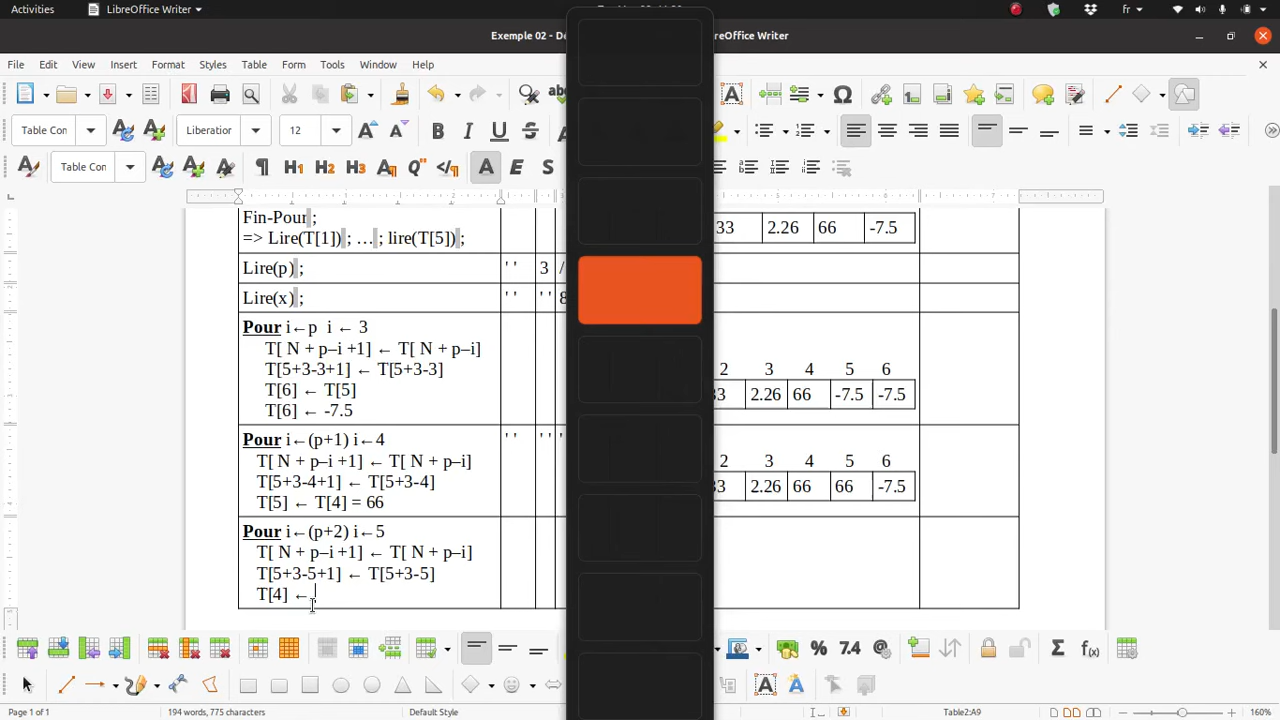 Activities LibreOffice Writer fr
Exemple 02 - reOffice Writer
File Edit View Insert Format Styles Table Form Tools Window Help
Table Con Liberation 12
Table Con
Fin-Pour ;
=> Lire(T[1]) ; … ; lire(T[5]) ;
33 2.26 66 -7.5
Lire(p) ; ' ' 3 /
Lire(x) ; ' ' ' ' 8
Pour i←p i ← 3
T[ N + p–i +1] ← T[ N + p–i]
T[5+3-3+1] ← T[5+3-3]
T[6] ← T[5]
T[6] ← -7.5
2 3 4 5 6
33 2.26 66 -7.5 -7.5
Pour i←(p+1) i←4 ' ' ' ' '
T[ N + p–i +1] ← T[ N + p–i]
T[5+3-4+1] ← T[5+3-4]
T[5] ← T[4] = 66
2 3 4 5 6
33 2.26 66 66 -7.5
Pour i←(p+2) i←5
T[ N + p–i +1] ← T[ N + p–i]
T[5+3-5+1] ← T[5+3-5]
T[4] ←
Page 1 of 1 194 words, 775 characters Default Style Table2:A9 160%